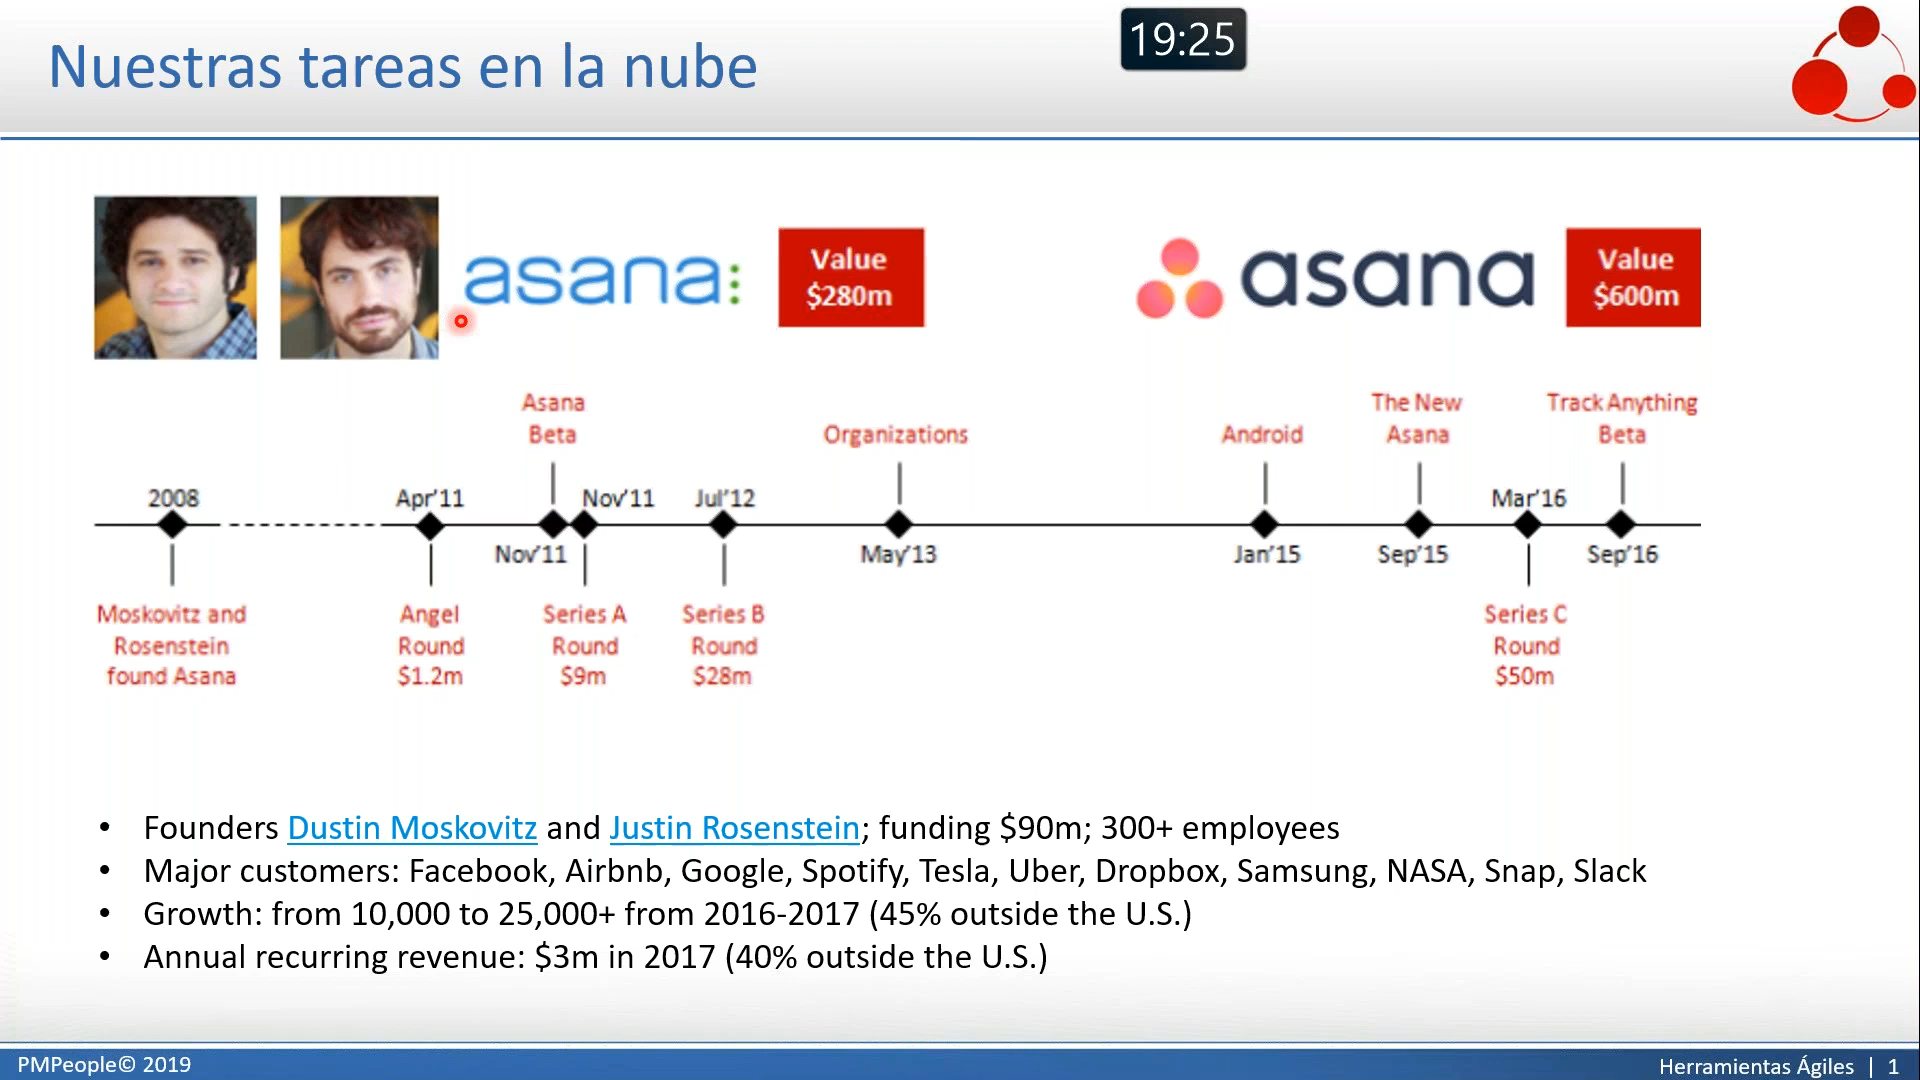 Nuestras tareas en la nube
19:25
asana:
Value
$280m
asana
Value
$600m
Asana
Beta
Organizations
Android
The New
Asana
Track Anything
Beta
2008
Apr'11
Nov'11
Jul'12
Mar'16
Nov'11
May'13
Jan'15
Sep'15
Sep'16
Moskovitz and
Rosenstein
found Asana
Angel
Round
$1.2m
Series A
Round
$9m
Series B
Round
$28m
Series C
Round
$50m
• Founders Dustin Moskovitz and Justin Rosenstein; funding $90m; 300+ employees
• Major customers: Facebook, Airbnb, Google, Spotify, Tesla, Uber, Dropbox, Samsung, NASA, Snap, Slack
• Growth: from 10,000 to 25,000+ from 2016-2017 (45% outside the U.S.)
• Annual recurring revenue: $3m in 2017 (40% outside the U.S.)
PMPeople© 2019
Herramientas Ágiles | 1